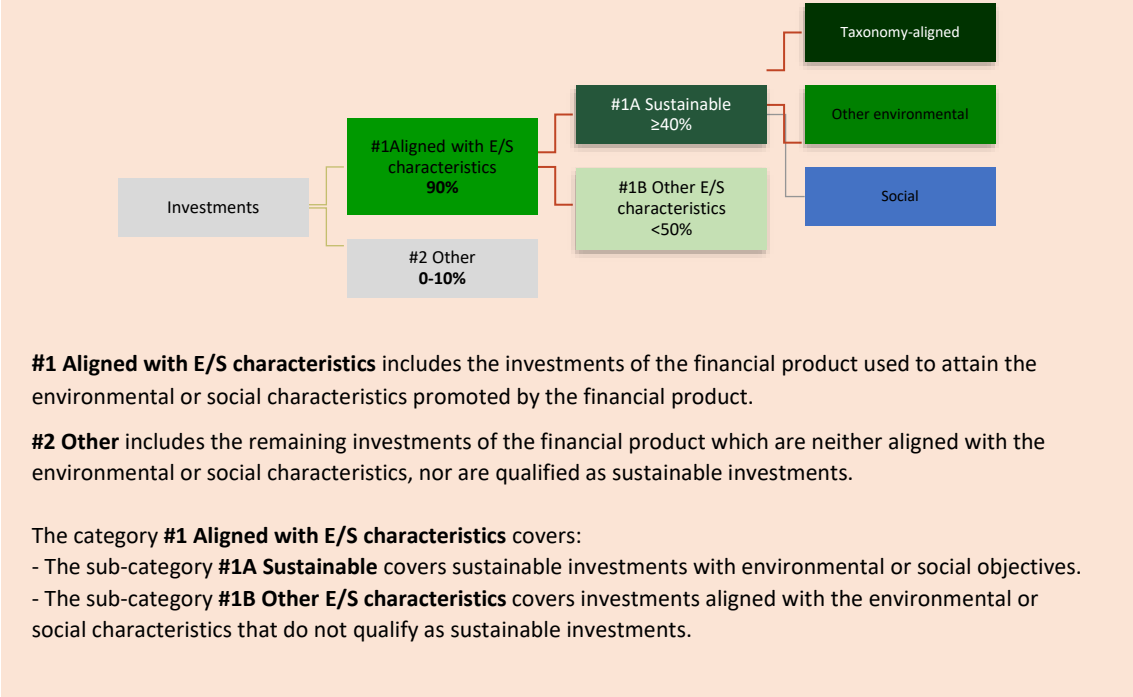 Taxonomy-aligned
#1A Sustainable
≥40%
Other environmental
#1Aligned with E/S
characteristics
90%
Investments
#1B Other E/S
characteristics
<50%
Social
#2 Other
0-10%
#1 Aligned with E/S characteristics includes the investments of the financial product used to attain the
environmental or social characteristics promoted by the financial product.
#2 Other includes the remaining investments of the financial product which are neither aligned with the
environmental or social characteristics, nor are qualified as sustainable investments.
The category #1 Aligned with E/S characteristics covers:
- The sub-category #1A Sustainable covers sustainable investments with environmental or social objectives.
- The sub-category #1B Other E/S characteristics covers investments aligned with the environmental or
social characteristics that do not qualify as sustainable investments.